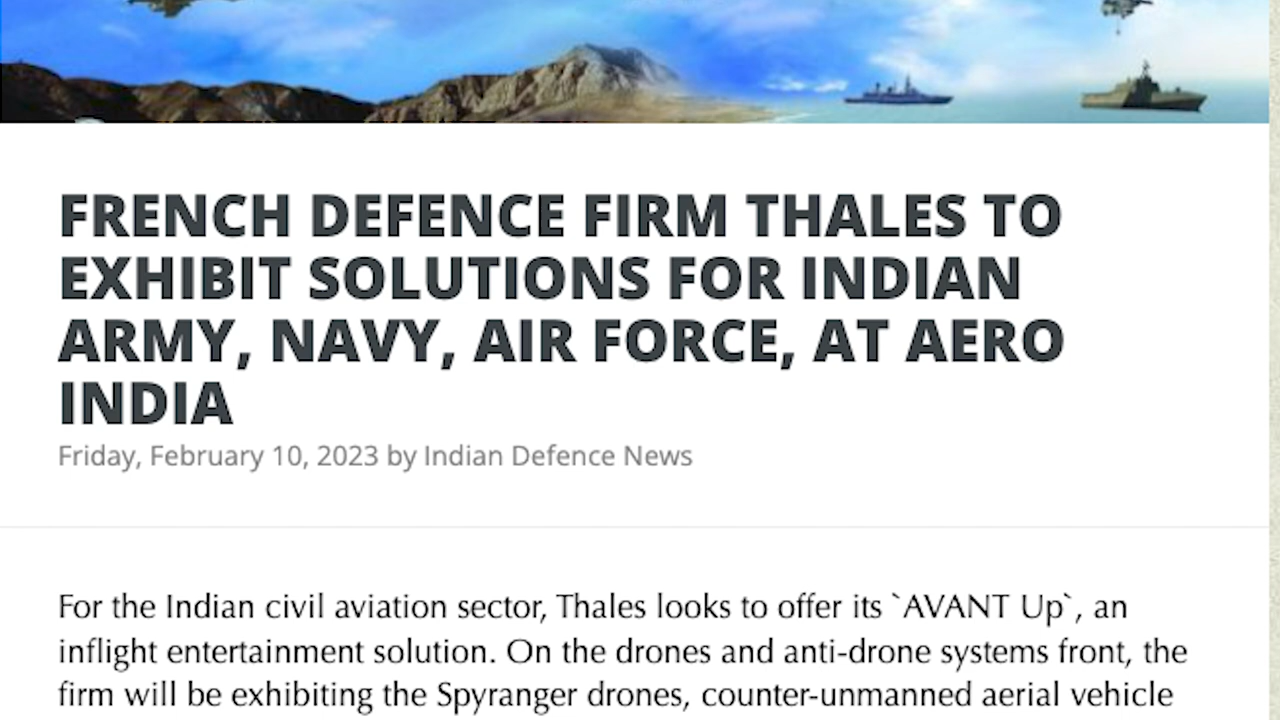 FRENCH DEFENCE FIRM THALES TO
EXHIBIT SOLUTIONS FOR INDIAN
ARMY, NAVY, AIR FORCE, AT AERO
INDIA
Friday, February 10, 2023 by Indian Defence News
For the Indian civil aviation sector, Thales looks to offer its `AVANT Up`, an
inflight entertainment solution. On the drones and anti-drone systems front, the
firm will be exhibiting the Spyranger drones, counter-unmanned aerial vehicle